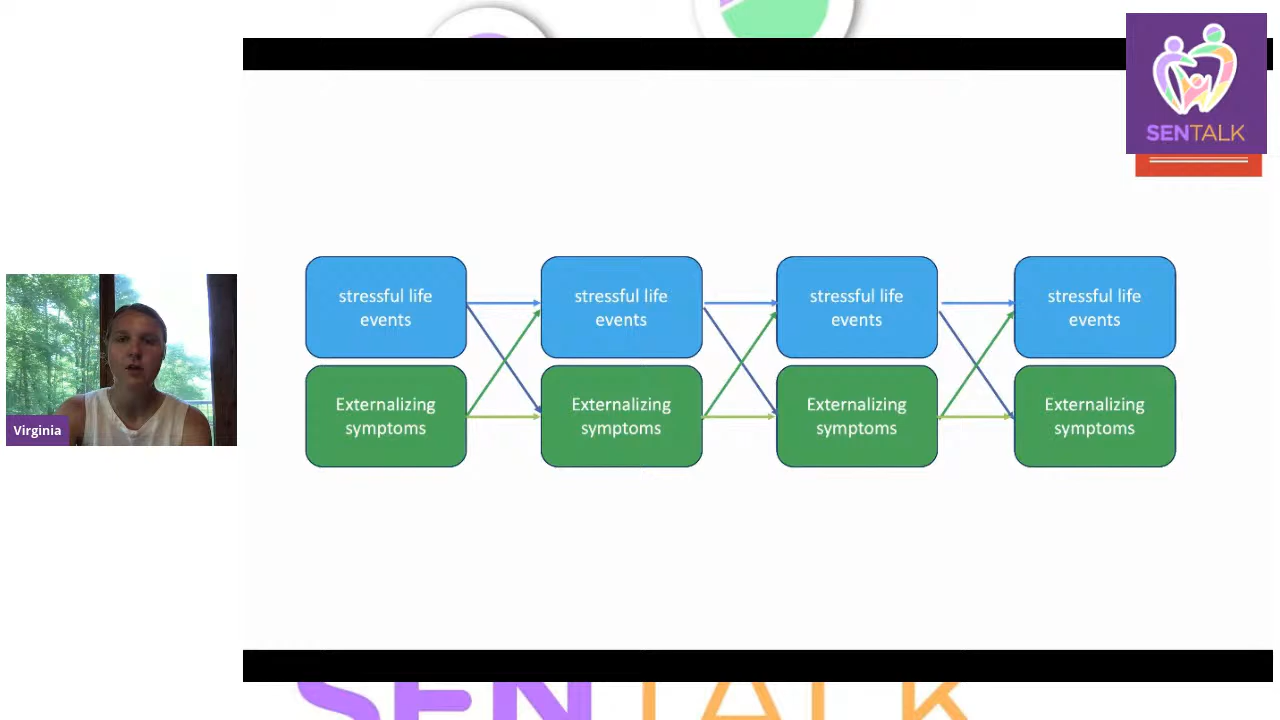 SENTALK
stressful life
events
stressful life
events
stressful life
events
stressful life
events
Externalizing
symptoms
Externalizing
symptoms
Externalizing
symptoms
Externalizing
symptoms
Virginia
SENTALK